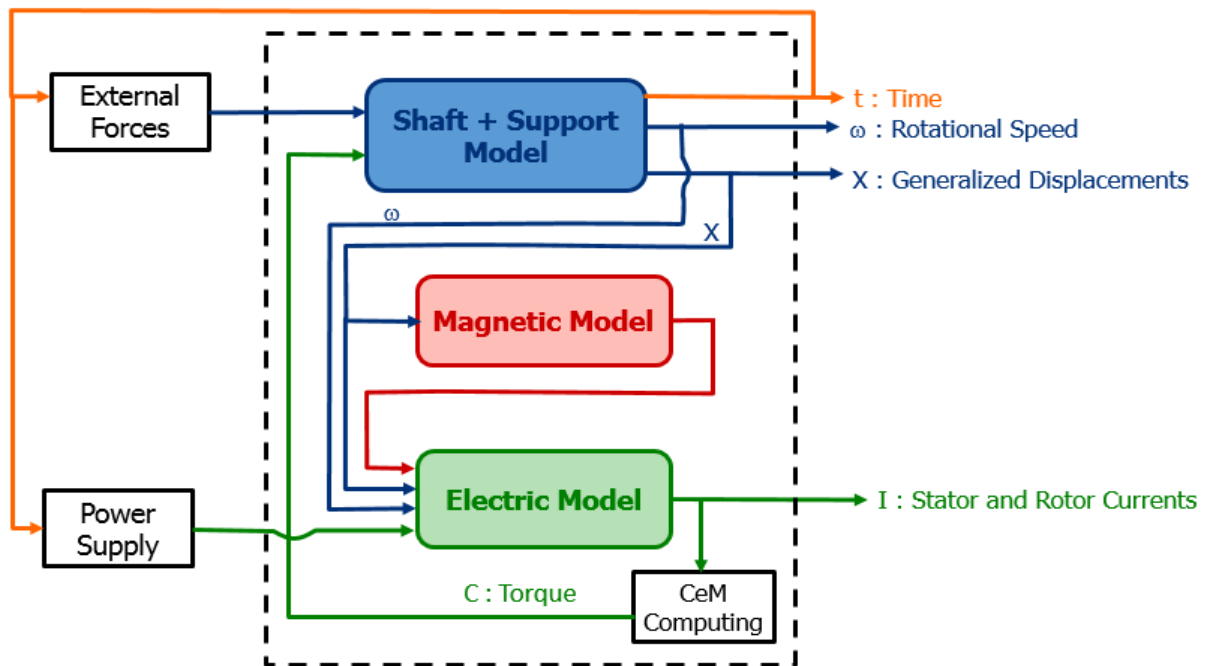 External
Forces
Shaft + Support
Model
t : Time
ω : Rotational Speed
X : Generalized Displacements
ω
X
Magnetic Model
Power
Supply
Electric Model
I : Stator and Rotor Currents
C : Torque
CeM
Computing